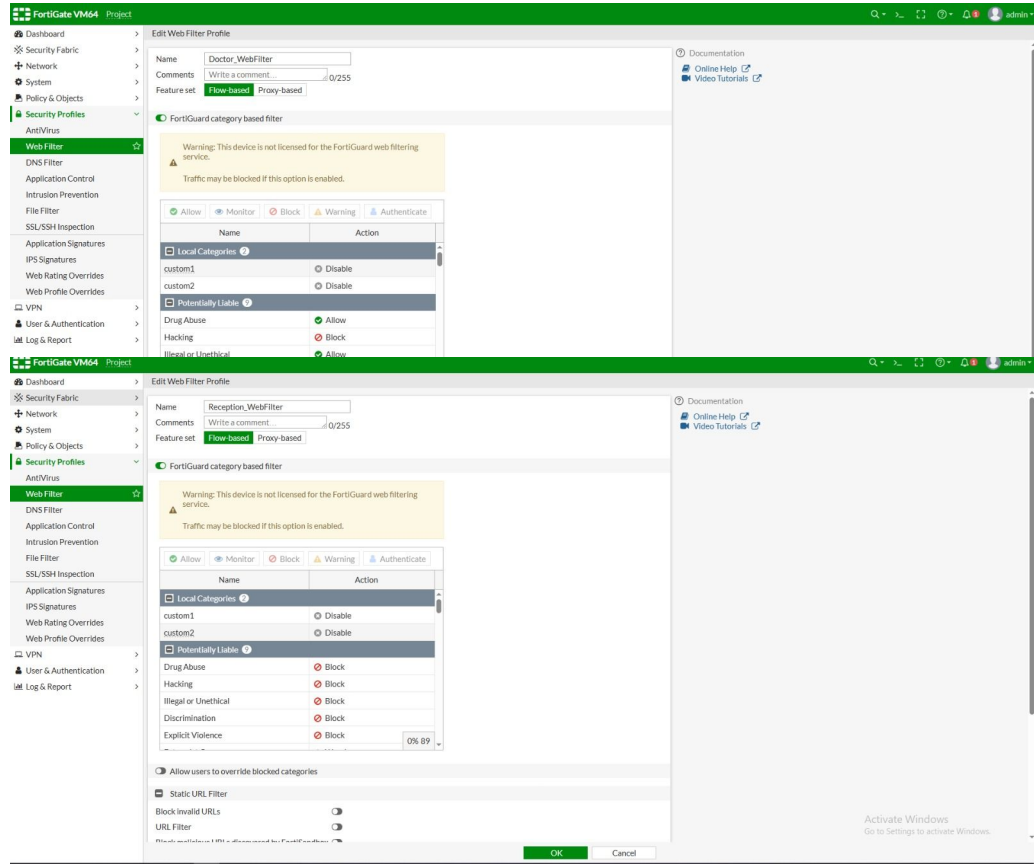 FortiGate VM64 Project admin
Dashboard
Security Fabric
Network
System
Policy & Objects
Security Profiles
AntiVirus
Web Filter
DNS Filter
Application Control
Intrusion Prevention
File Filter
SSL/SSH Inspection
Application Signatures
IPS Signatures
Web Rating Overrides
Web Profile Overrides
VPN
User & Authentication
Log & Report
Edit Web Filter Profile
Name Doctor_WebFilter
Comments Write a comment... 0/255
Feature set Flow-based Proxy-based
FortiGuard category based filter
Warning: This device is not licensed for the FortiGuard web filtering
service.
Traffic may be blocked if this option is enabled.
Allow Monitor Block Warning Authenticate
Name Action
Local Categories 2
custom1 Disable
custom2 Disable
Potentially Liable 9
Drug Abuse Allow
Hacking Block
Illegal or Unethical Allow
Documentation
Online Help
Video Tutorials
FortiGate VM64 Project admin
Dashboard
Security Fabric
Network
System
Policy & Objects
Security Profiles
AntiVirus
Web Filter
DNS Filter
Application Control
Intrusion Prevention
File Filter
SSL/SSH Inspection
Application Signatures
IPS Signatures
Web Rating Overrides
Web Profile Overrides
VPN
User & Authentication
Log & Report
Edit Web Filter Profile
Name Reception_WebFilter
Comments Write a comment... 0/255
Feature set Flow-based Proxy-based
FortiGuard category based filter
Warning: This device is not licensed for the FortiGuard web filtering
service.
Traffic may be blocked if this option is enabled.
Allow Monitor Block Warning Authenticate
Name Action
Local Categories 2
custom1 Disable
custom2 Disable
Potentially Liable 9
Drug Abuse Block
Hacking Block
Illegal or Unethical Block
Discrimination Block
Explicit Violence Block
0% 89
Allow users to override blocked categories
Static URL Filter
Block invalid URLs
URL Filter
Block malicious URLs discovered by FortiSandbox
OK Cancel
Documentation
Online Help
Video Tutorials
Activate Windows
Go to Settings to activate Windows.